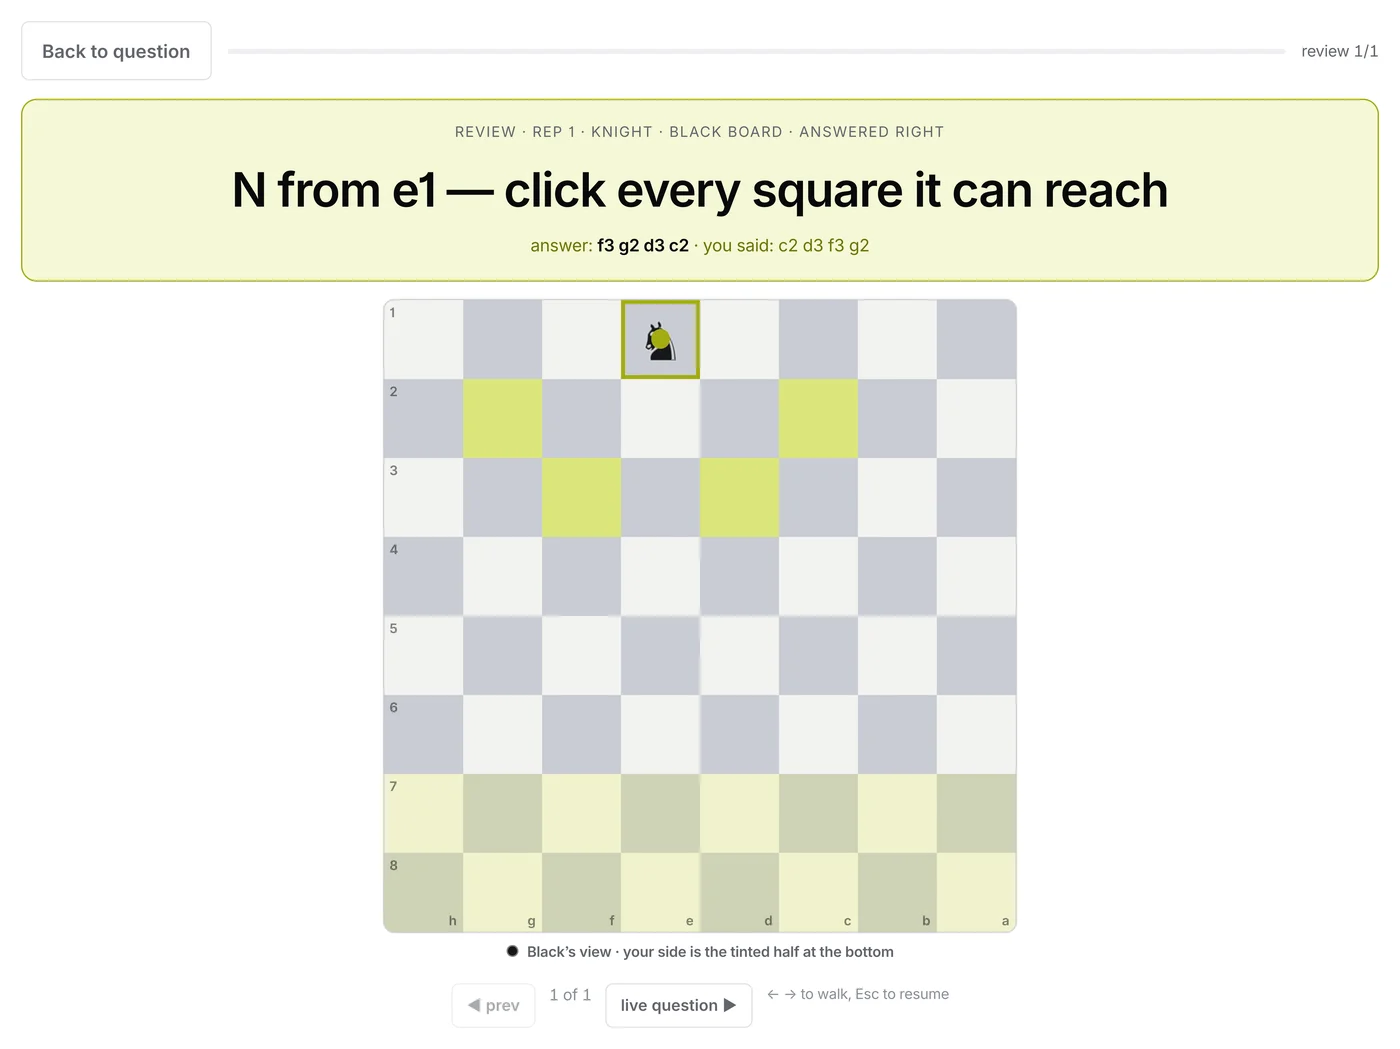 Back to question
review 1/1
REVIEW · REP 1 · KNIGHT · BLACK BOARD · ANSWERED RIGHT
N from e1 — click every square it can reach
answer: f3 g2 d3 c2 · you said: c2 d3 f3 g2
1
2
3
4
5
6
7
8
h g f e d c b a
Black’s view · your side is the tinted half at the bottom
◀ prev 1 of 1 live question ▶ ← → to walk, Esc to resume